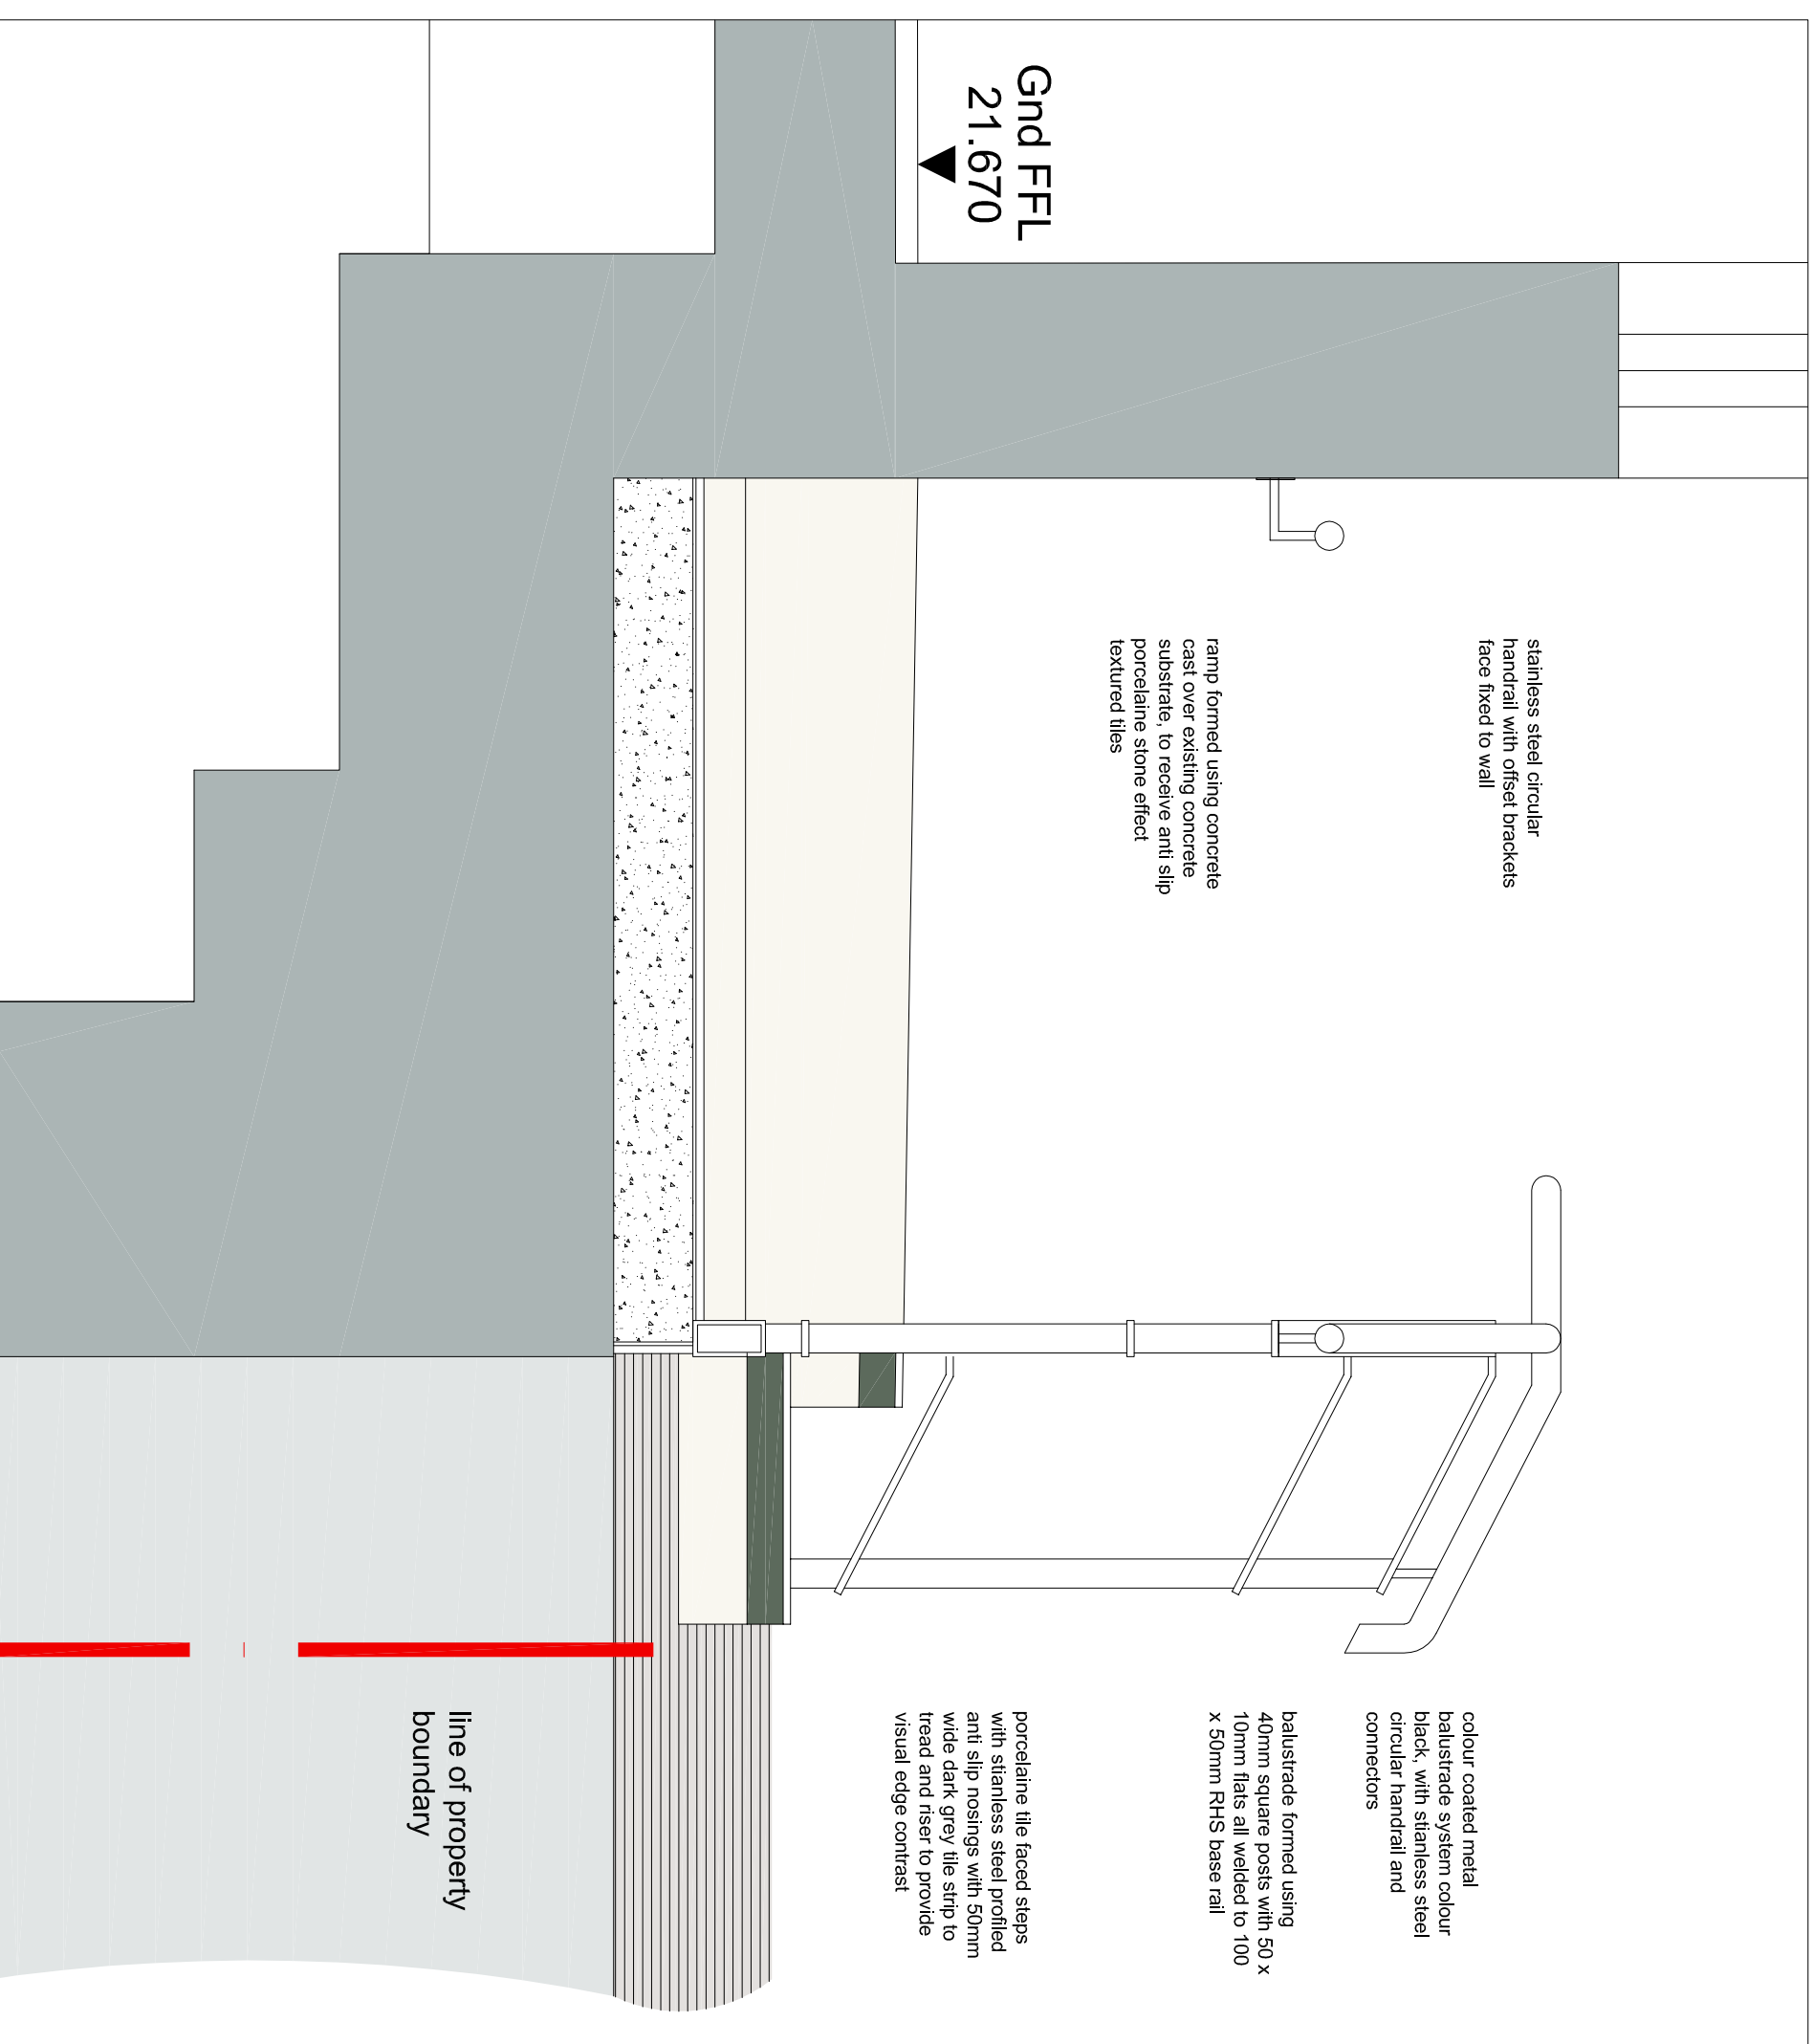 Gnd FFL
21.670
stainless steel circular
handrail with offset brackets
face fixed to wall
ramp formed using concrete
cast over existing concrete
substrate, to receive anti slip
porcelaine stone effect
textured tiles
colour coated metal
balustrade system colour
black, with stianless steel
circular handrail and
connectors
balustrade formed using
40mm square posts with 50 x
10mm flats all welded to 100
x 50mm RHS base rail
porcelaine tile faced steps
with stianless steel profiled
anti slip nosings with 50mm
wide dark grey tile strip to
tread and riser to provide
visual edge contrast
line of property
boundary